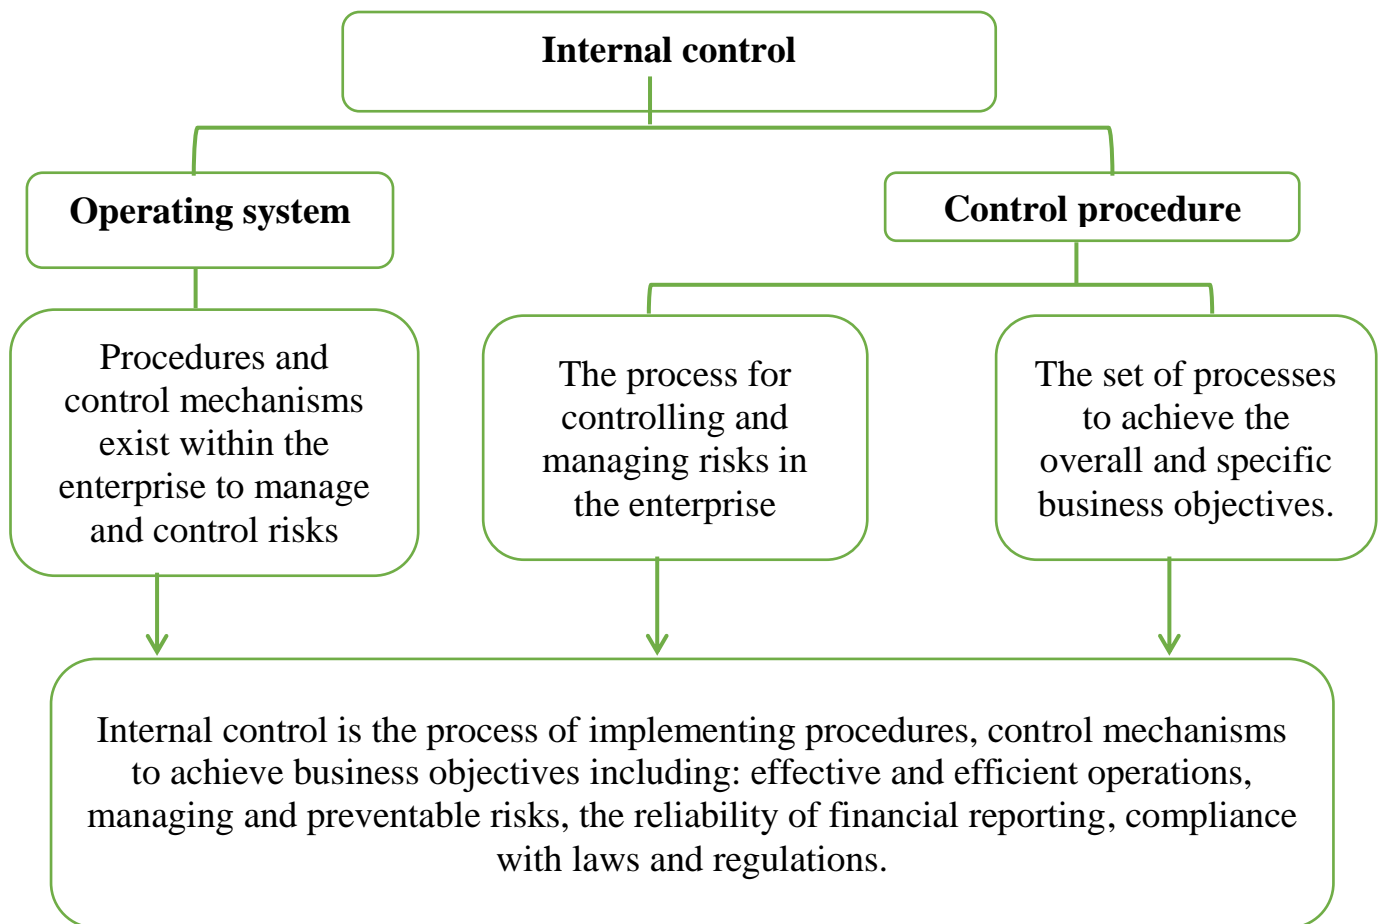 Internal control
Operating system
Control procedure
Procedures and
control mechanisms
exist within the
enterprise to manage
and control risks
The process for
controlling and
managing risks in
the enterprise
The set of processes
to achieve the
overall and specific
business objectives.
Internal control is the process of implementing procedures, control mechanisms
to achieve business objectives including: effective and efficient operations,
managing and preventable risks, the reliability of financial reporting, compliance
with laws and regulations.